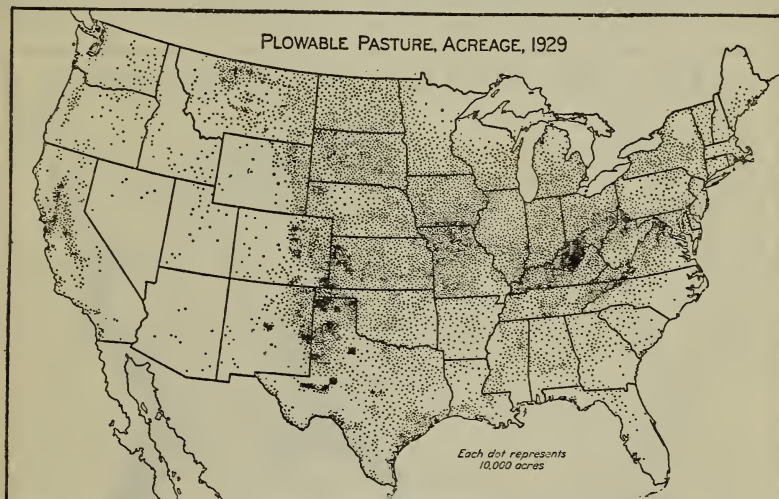 PLOWABLE PASTURE, ACREAGE, 1929
Each dot represents
10,000 acres